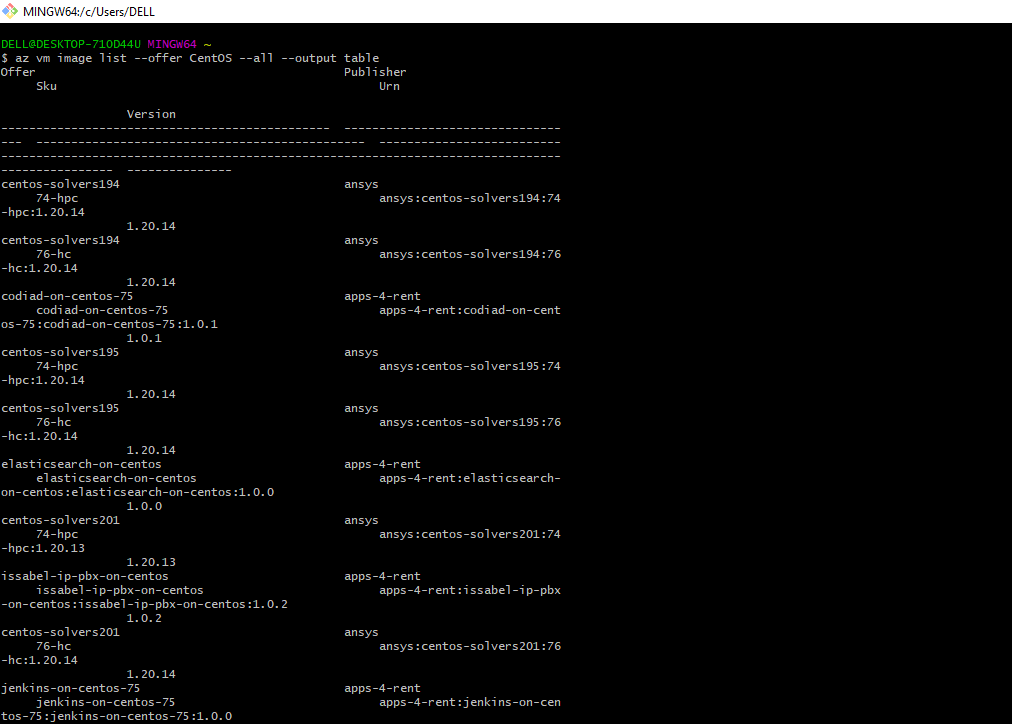 MINGW64:/c/Users/DELL
DELL@DESKTOP-71OD44U MINGW64 ~
$ az vm image list --offer CentOS --all --output table
Offer                                            Publisher
     Sku                                              Urn
                  Version
-----------------------------------------------  -------------------------------
---  -----------------------------------------------  --------------------------
--------------------------------------------------------------------------------
----------------  ---------------
centos-solvers194                                ansys
     74-hpc                                           ansys:centos-solvers194:74
-hpc:1.20.14
                  1.20.14
centos-solvers194                                ansys
     76-hc                                            ansys:centos-solvers194:76
-hc:1.20.14
                  1.20.14
codiad-on-centos-75                              apps-4-rent
     codiad-on-centos-75                              apps-4-rent:codiad-on-cent
os-75:codiad-on-centos-75:1.0.1
                  1.0.1
centos-solvers195                                ansys
     74-hpc                                           ansys:centos-solvers195:74
-hpc:1.20.14
                  1.20.14
centos-solvers195                                ansys
     76-hc                                            ansys:centos-solvers195:76
-hc:1.20.14
                  1.20.14
elasticsearch-on-centos                          apps-4-rent
     elasticsearch-on-centos                          apps-4-rent:elasticsearch-
on-centos:elasticsearch-on-centos:1.0.0
                  1.0.0
centos-solvers201                                ansys
     74-hpc                                           ansys:centos-solvers201:74
-hpc:1.20.13
                  1.20.13
issabel-ip-pbx-on-centos                         apps-4-rent
     issabel-ip-pbx-on-centos                         apps-4-rent:issabel-ip-pbx
-on-centos:issabel-ip-pbx-on-centos:1.0.2
                  1.0.2
centos-solvers201                                ansys
     76-hc                                            ansys:centos-solvers201:76
-hc:1.20.14
                  1.20.14
jenkins-on-centos-75                             apps-4-rent
     jenkins-on-centos-75                             apps-4-rent:jenkins-on-cen
tos-75:jenkins-on-centos-75:1.0.0